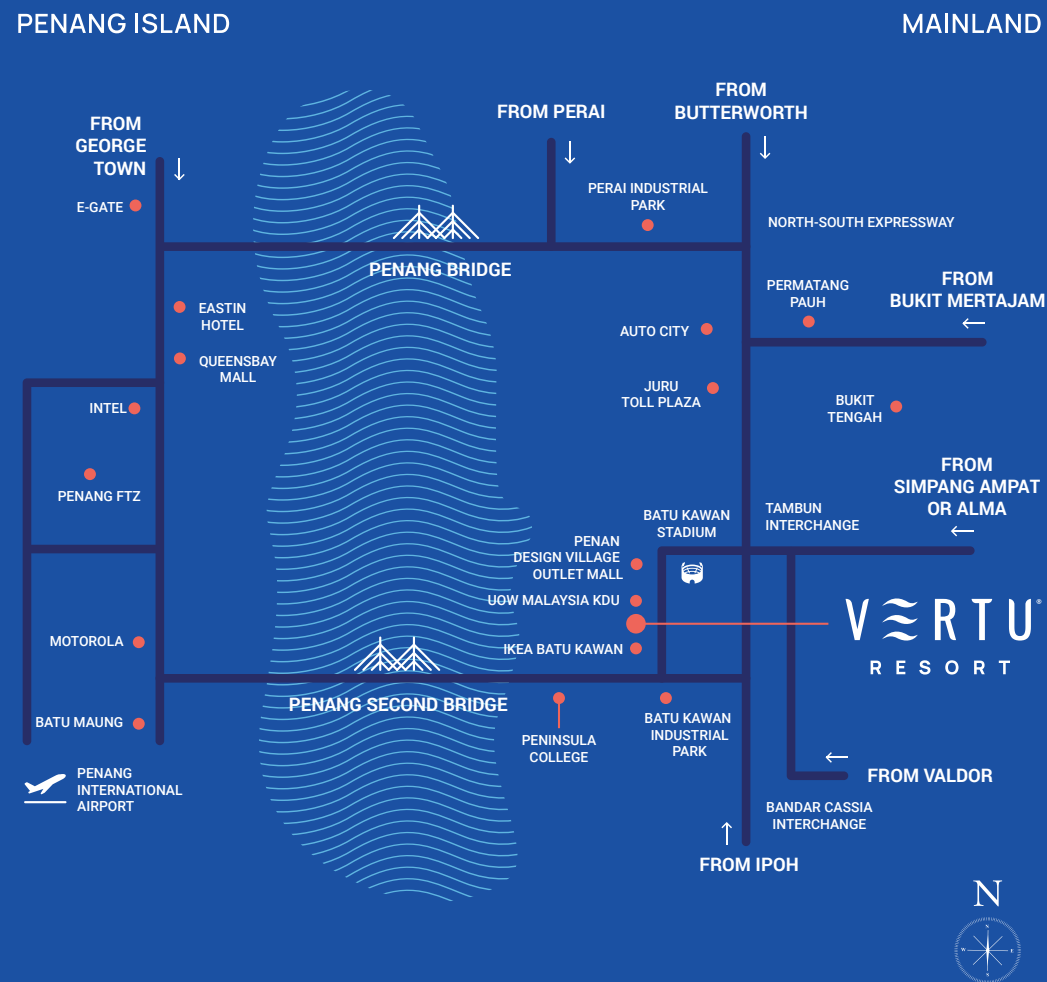 PENANG ISLAND
MAINLAND
FROM
GEORGE
TOWN
FROM PERAI
FROM
BUTTERWORTH
E-GATE
PERAI INDUSTRIAL
PARK
NORTH-SOUTH EXPRESSWAY
PENANG BRIDGE
FROM
BUKIT MERTAJAM
PERMATANG
PAUH
EASTIN
HOTEL
AUTO CITY
QUEENSBAY
MALL
JURU
TOLL PLAZA
INTEL
BUKIT
TENGAH
PENANG FTZ
FROM
SIMPANG AMPAT
OR ALMA
BATU KAWAN
STADIUM
TAMBUN
INTERCHANGE
PENAN
DESIGN VILLAGE
OUTLET MALL
UOW MALAYSIA KDU
VERTU®
RESORT
MOTOROLA
IKEA BATU KAWAN
PENANG SECOND BRIDGE
BATU MAUNG
PENINSULA
COLLEGE
BATU KAWAN
INDUSTRIAL
PARK
PENANG
INTERNATIONAL
AIRPORT
FROM VALDOR
BANDAR CASSIA
INTERCHANGE
FROM IPOH
N
N
W E
S